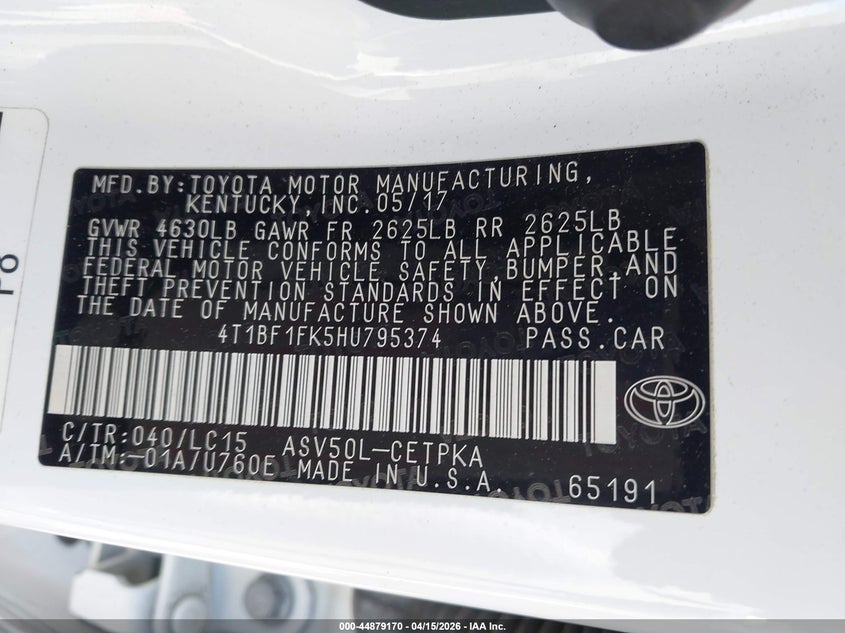 MFD.BY:TOYOTA MOTOR MANUFACTURING,
KENTUCKY,INC.05/17
GVWR 4630LB GAWR FR 2625LB RR 2625LB
THIS VEHICLE CONFORMS TO ALL APPLICABLE
FEDERAL MOTOR VEHICLE SAFETY,BUMPER,AND
THEFT PREVENTION STANDARDS IN EFFECT ON
THE DATE OF MANUFACTURE SHOWN ABOVE.
4T1BF1FK5HU795374 PASS.CAR
C/TR:040/LC15 ASV50L-CETPKA
A/TM:-01A/U760E MADE IN U.S.A. 65191
000-44879170 04/15/2026 - IAA Inc.